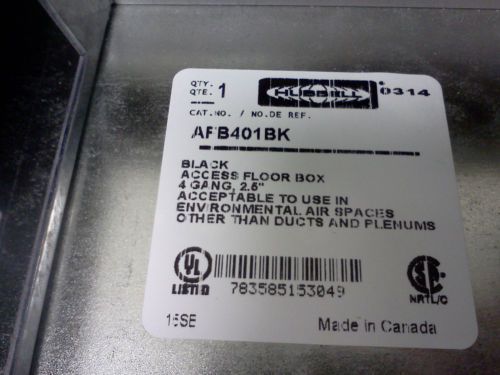 QTY.
QTE. 1
HUBBELL 0314
CAT.NO. / NO.DE REF.
AFB401BK
BLACK
ACCESS FLOOR BOX
4 GANG, 2.5"
ACCEPTABLE TO USE IN
ENVIRONMENTAL AIR SPACES
OTHER THAN DUCTS AND PLENUMS
UL
LISTED
783585153049
CSA
NRTL/C
15SE
Made in Canada